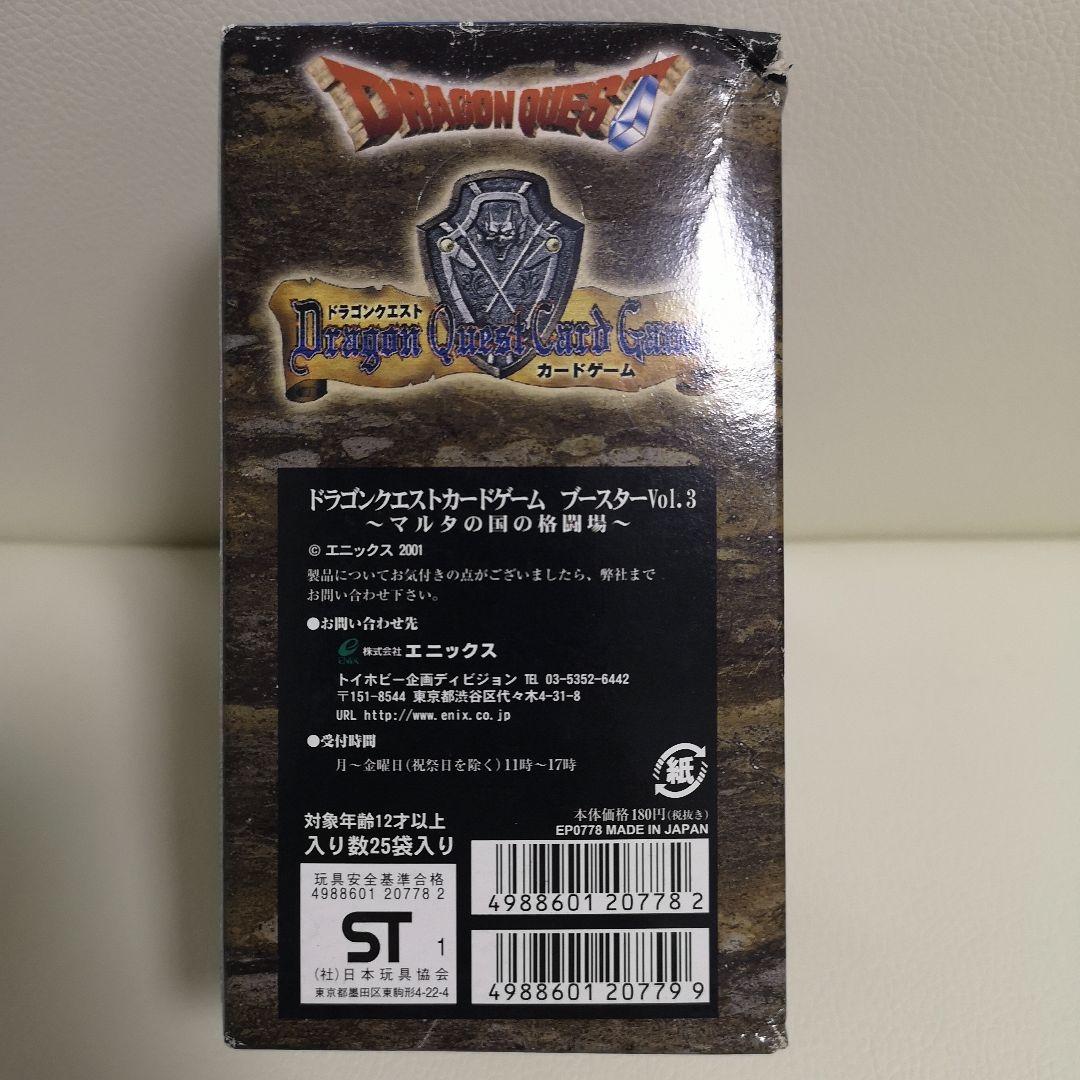 DRAGON QUEST
ドラゴンクエスト
Dragon Quest Card Game
カードゲーム
ドラゴンクエストカードゲーム ブースターVol.3
～マルタの国の格闘場～
© エニックス 2001
製品についてお気付きの点がございましたら、弊社まで
お問い合わせ下さい。
●お問い合わせ先
ENIX 株式会社 エニックス
トイホビー企画ディビジョン TEL 03-5352-6442
〒151-8544 東京都渋谷区代々木4-31-8
URL http://www.enix.co.jp
●受付時間
月～金曜日(祝祭日を除く)11時～17時
紙
本体価格180円(税抜き)
EP0778 MADE IN JAPAN
対象年齢12才以上
入り数25袋入り
玩具安全基準合格
4988601 20778 2
ST 1
(社)日本玩具協会
東京都墨田区東駒形4-22-4
4988601 207782
4988601 207799